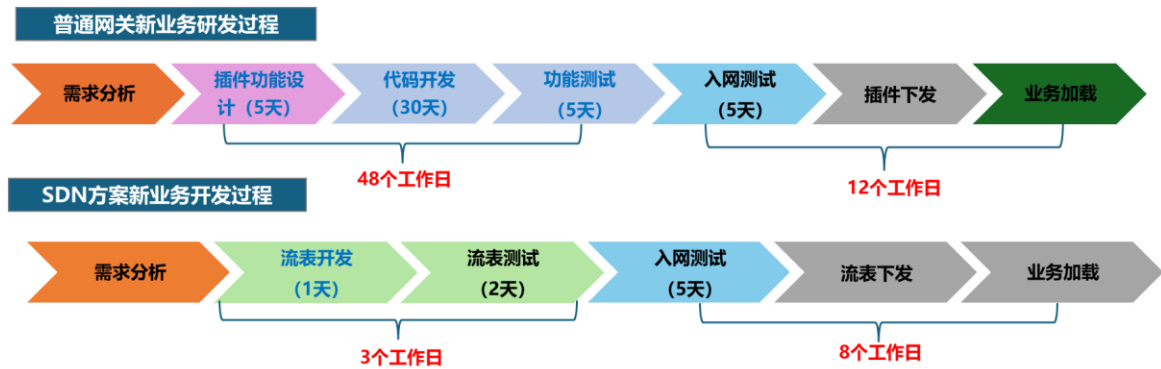 普通网关新业务研发过程
需求分析
插件功能设
计（5天）
代码开发
（30天）
功能测试
（5天）
入网测试
（5天）
插件下发
业务加载
48个工作日
12个工作日
SDN方案新业务开发过程
需求分析
流表开发
（1天）
流表测试
（2天）
入网测试
（5天）
流表下发
业务加载
3个工作日
8个工作日